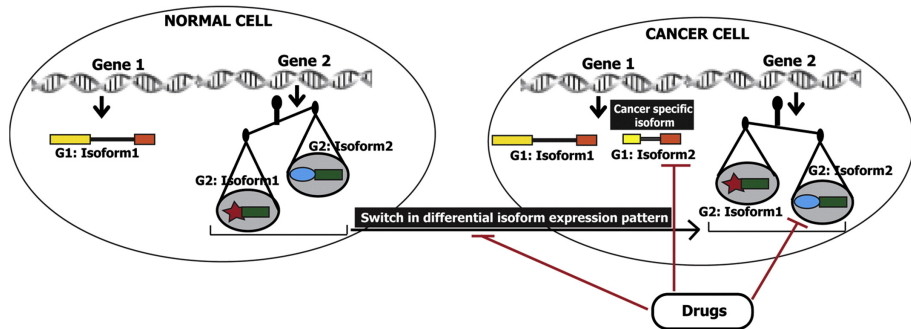 NORMAL CELL
Gene 1
Gene 2
G1: Isoform1
G2: Isoform2
G2: Isoform1
CANCER CELL
Gene 1
Gene 2
Cancer specific
isoform
G1: Isoform1
G1: Isoform2
G2: Isoform2
G2: Isoform1
Switch in differential isoform expression pattern
Drugs